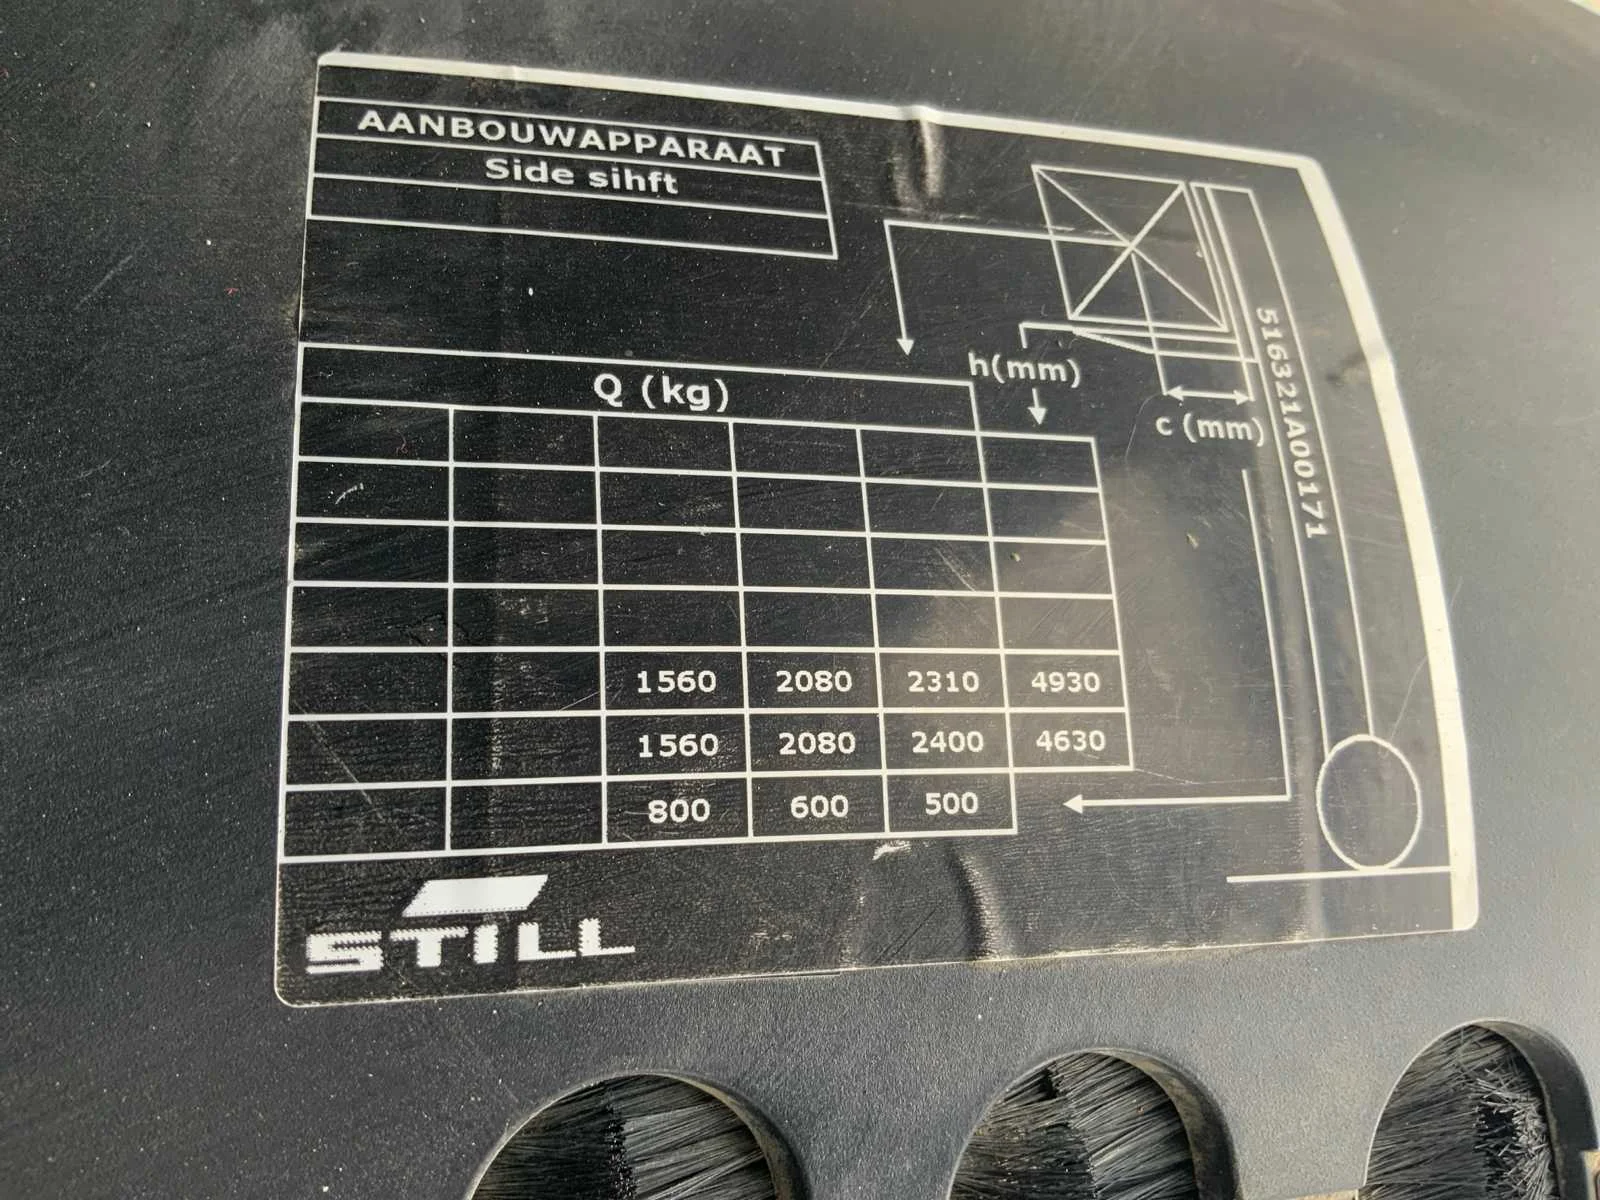 AANBOUWAPPARAAT
Side sihft
h(mm)
c (mm)
516321A00171
Q (kg)
1560 2080 2310 4930
1560 2080 2400 4630
800 600 500
STILL